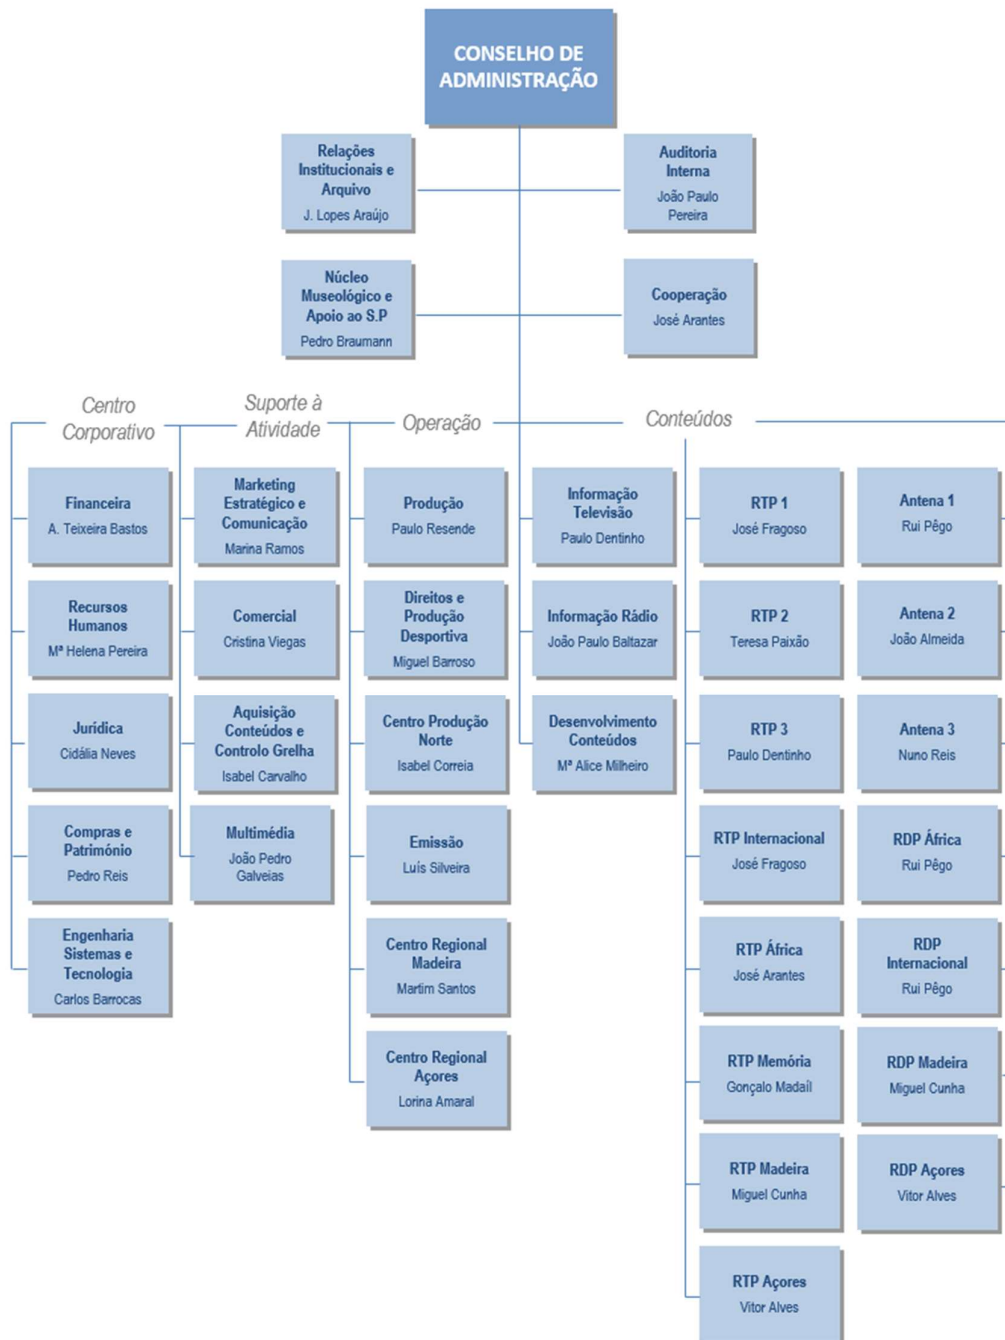 CONSELHO DE
ADMINISTRAÇÃO
Relações
Institucionais e
Arquivo
J. Lopes Araújo
Auditoria
Interna
João Paulo
Pereira
Núcleo
Museológico e
Apoio ao S.P
Pedro Braumann
Cooperação
José Arantes
Centro
Corporativo
Suporte à
Atividade
Operação
Conteúdos
Financeira
A. Teixeira Bastos
Recursos
Humanos
Mª Helena Pereira
Jurídica
Cidália Neves
Compras e
Património
Pedro Reis
Engenharia
Sistemas e
Tecnologia
Carlos Barrocas
Marketing
Estratégico e
Comunicação
Marina Ramos
Comercial
Cristina Viegas
Aquisição
Conteúdos e
Controlo Grelha
Isabel Carvalho
Multimédia
João Pedro
Galveias
Produção
Paulo Resende
Direitos e
Produção
Desportiva
Miguel Barroso
Centro Produção
Norte
Isabel Correia
Emissão
Luís Silveira
Centro Regional
Madeira
Martim Santos
Centro Regional
Açores
Lorina Amaral
Informação
Televisão
Paulo Dentinho
Informação Rádio
João Paulo Baltazar
Desenvolvimento
Conteúdos
Mª Alice Milheiro
RTP 1
José Fragoso
RTP 2
Teresa Paixão
RTP 3
Paulo Dentinho
RTP Internacional
José Fragoso
RTP África
José Arantes
RTP Memória
Gonçalo Madaíl
RTP Madeira
Miguel Cunha
RTP Açores
Vitor Alves
Antena 1
Rui Pêgo
Antena 2
João Almeida
Antena 3
Nuno Reis
RDP África
Rui Pêgo
RDP
Internacional
Rui Pêgo
RDP Madeira
Miguel Cunha
RDP Açores
Vitor Alves